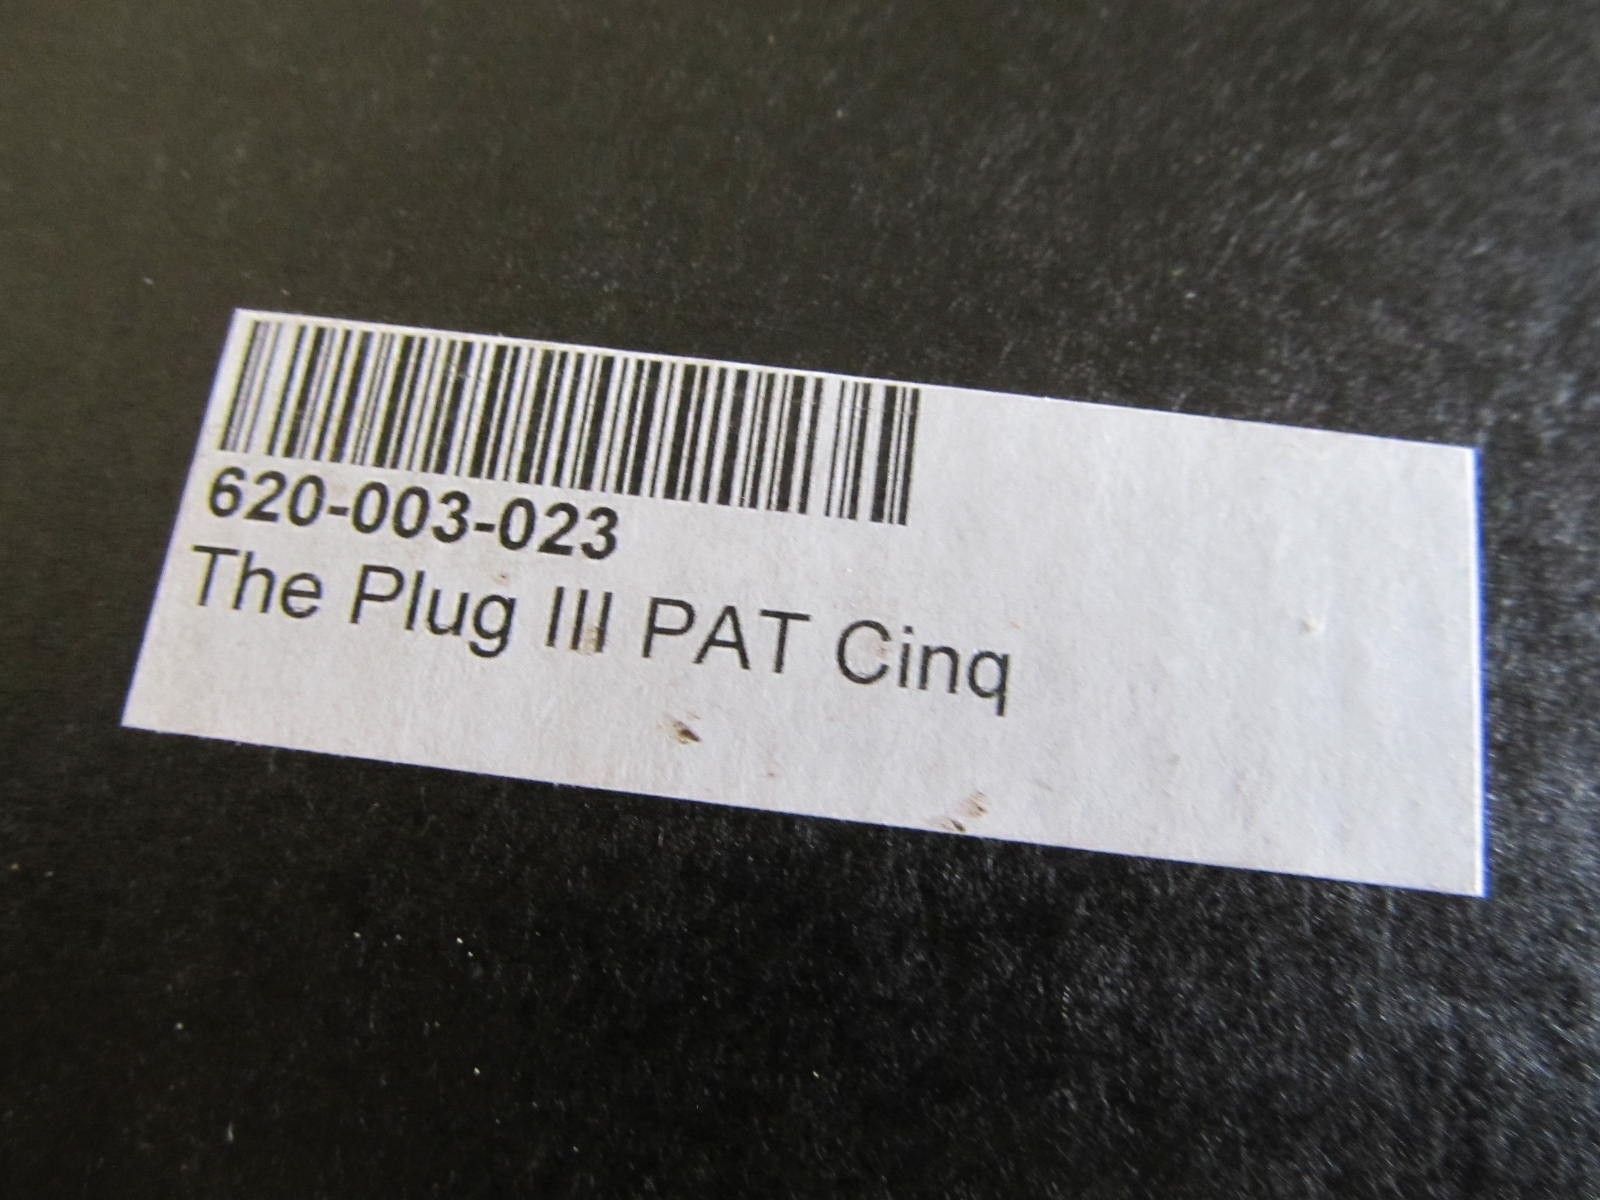 620-003-023
The Plug III PAT Cinq